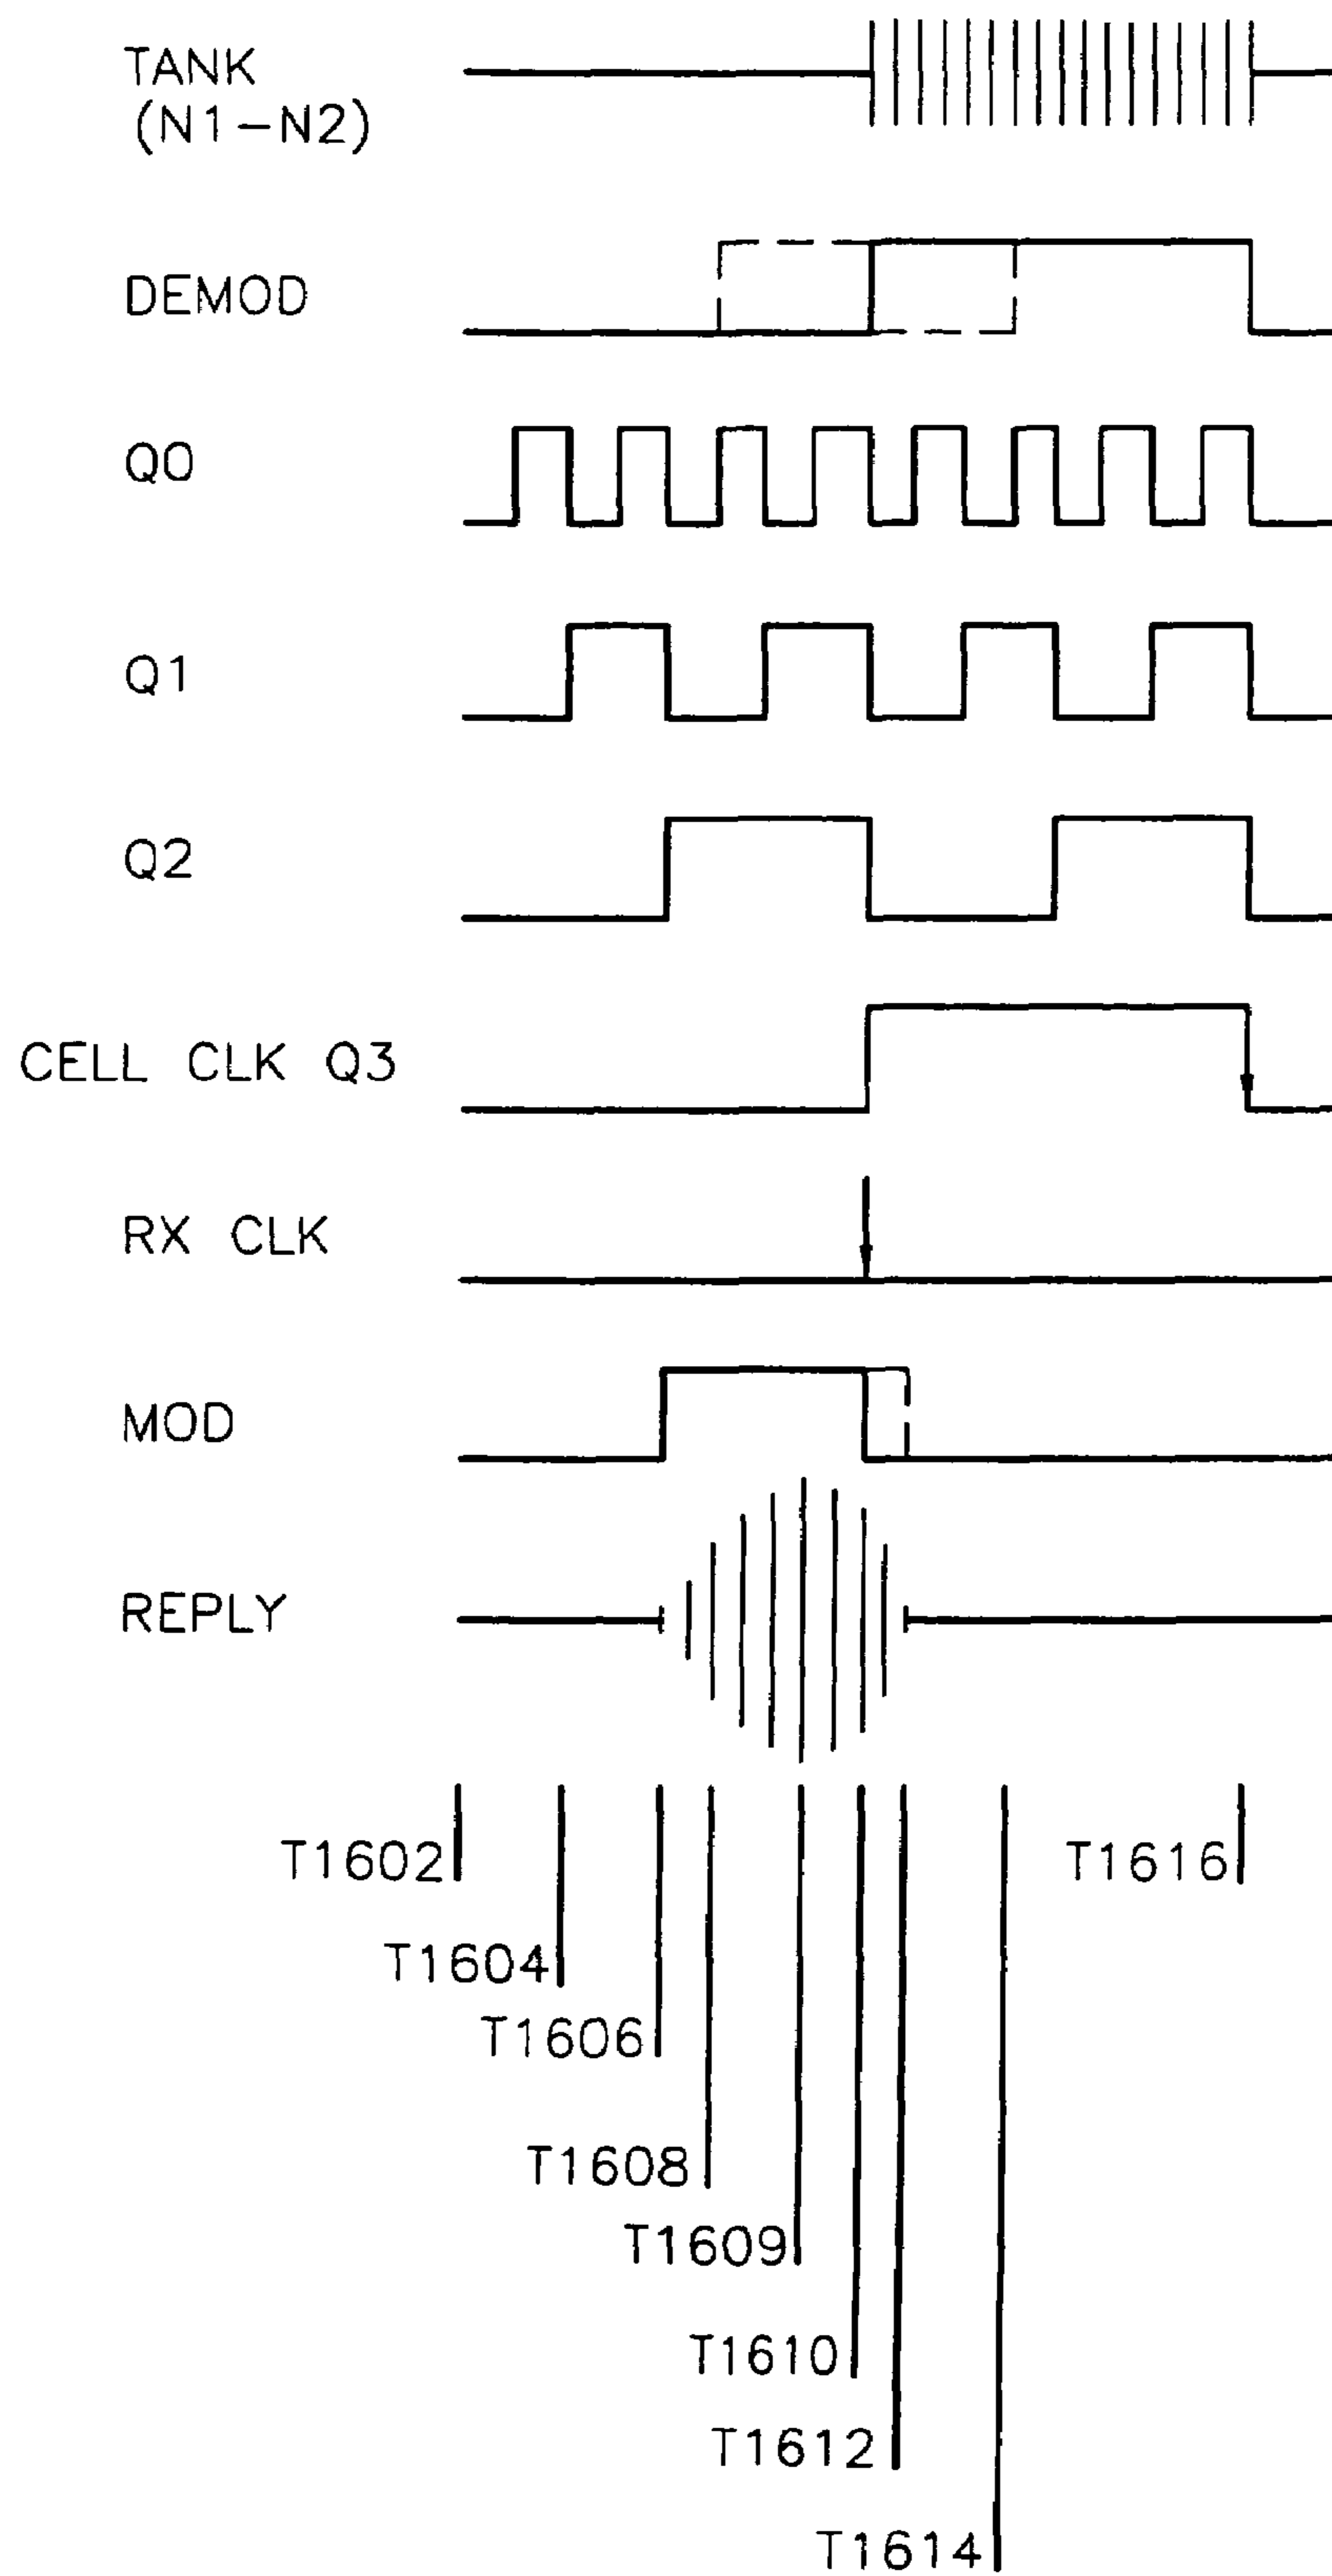 TANK
(N1-N2)
DEMOD
Q0
Q1
Q2
CELL CLK Q3
RX CLK
MOD
REPLY
T1602
T1616
T1604
T1606
T1608
T1609
T1610
T1612
T1614